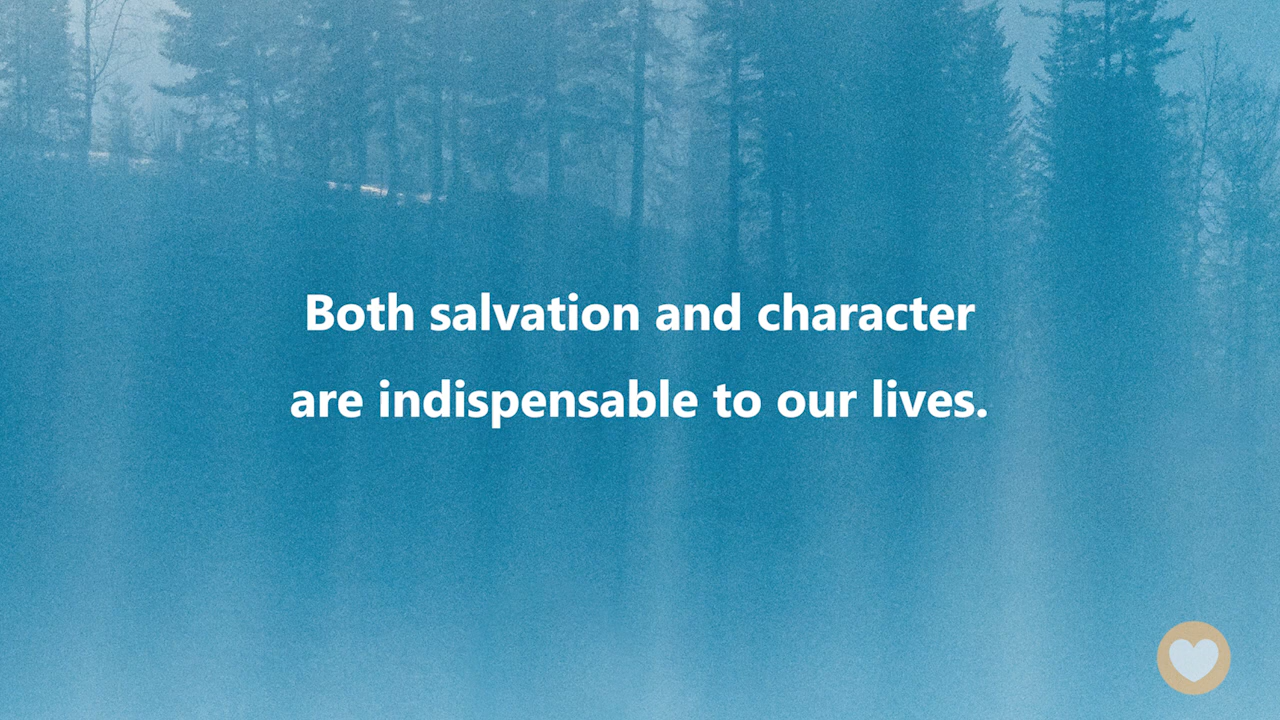 Both salvation and character
are indispensable to our lives.